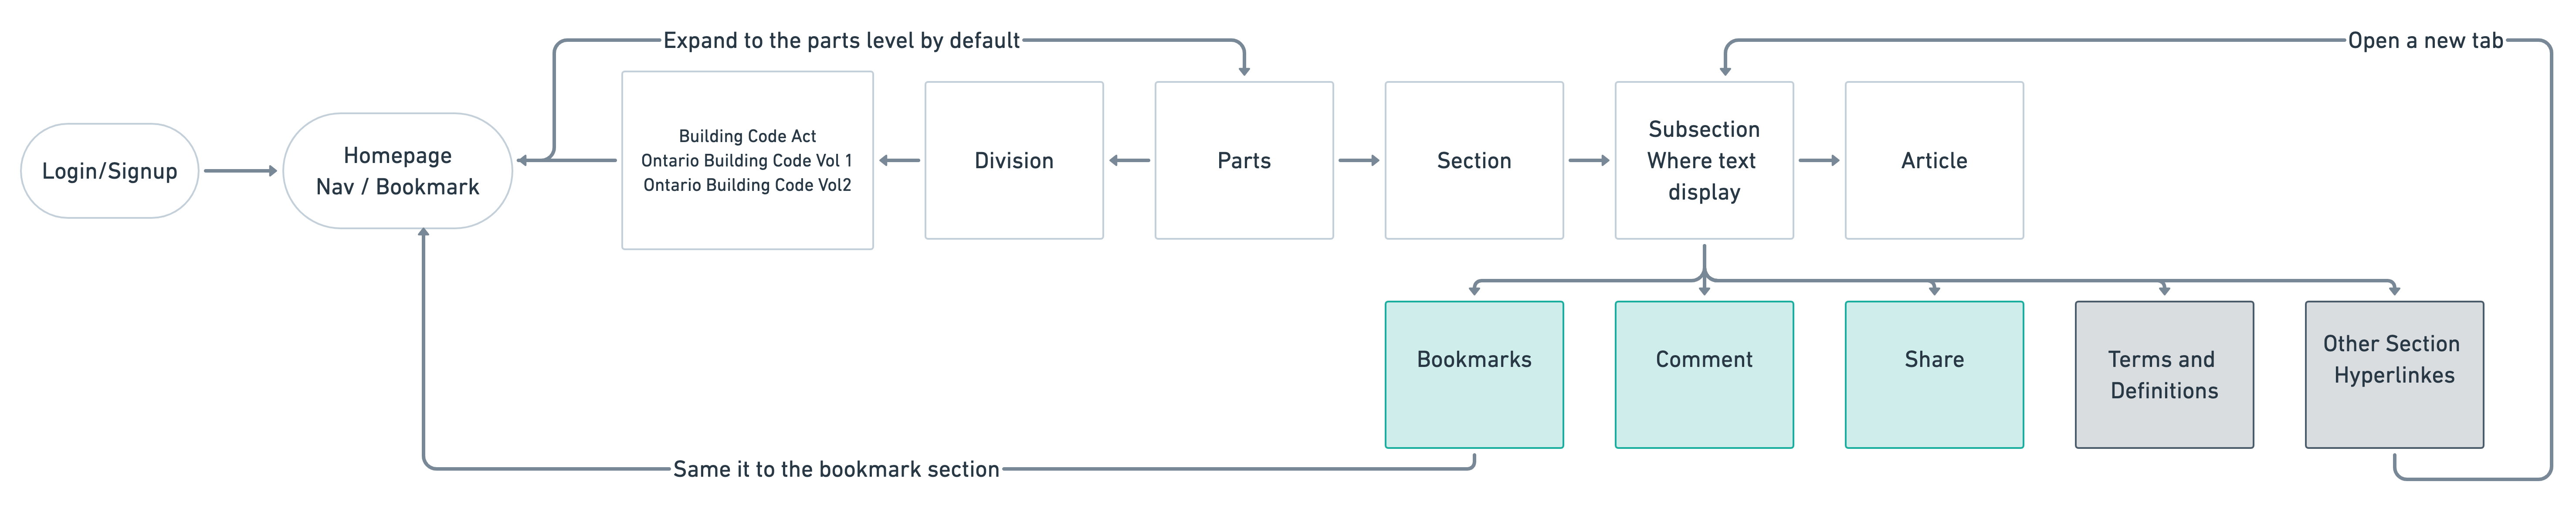 Expand to the parts level by default
Open a new tab
Login/Signup
Homepage
Nav / Bookmark
Building Code Act
Ontario Building Code Vol 1
Ontario Building Code Vol2
Division
Parts
Section
Subsection
Where text
display
Article
Bookmarks
Comment
Share
Terms and
Definitions
Other Section
Hyperlinkes
Same it to the bookmark section